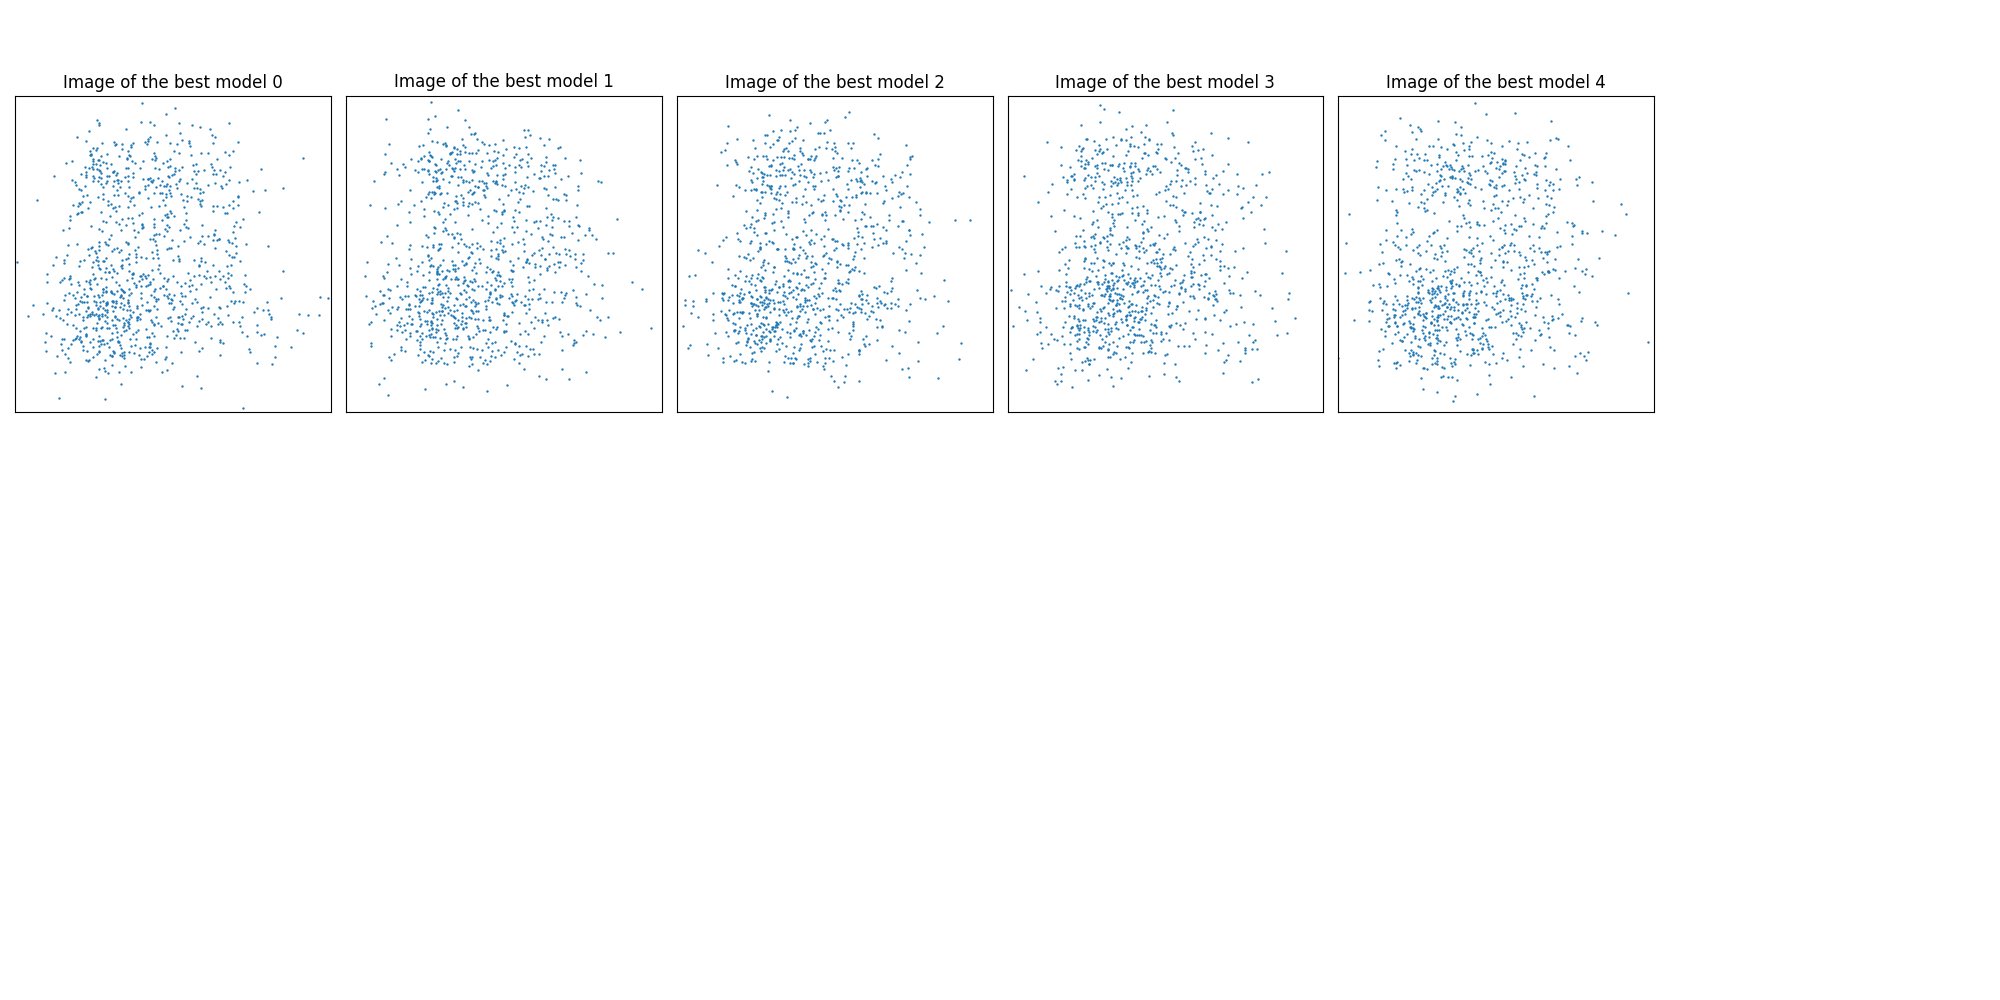 Image of the best model 0
Image of the best model 1
Image of the best model 2
Image of the best model 3
Image of the best model 4